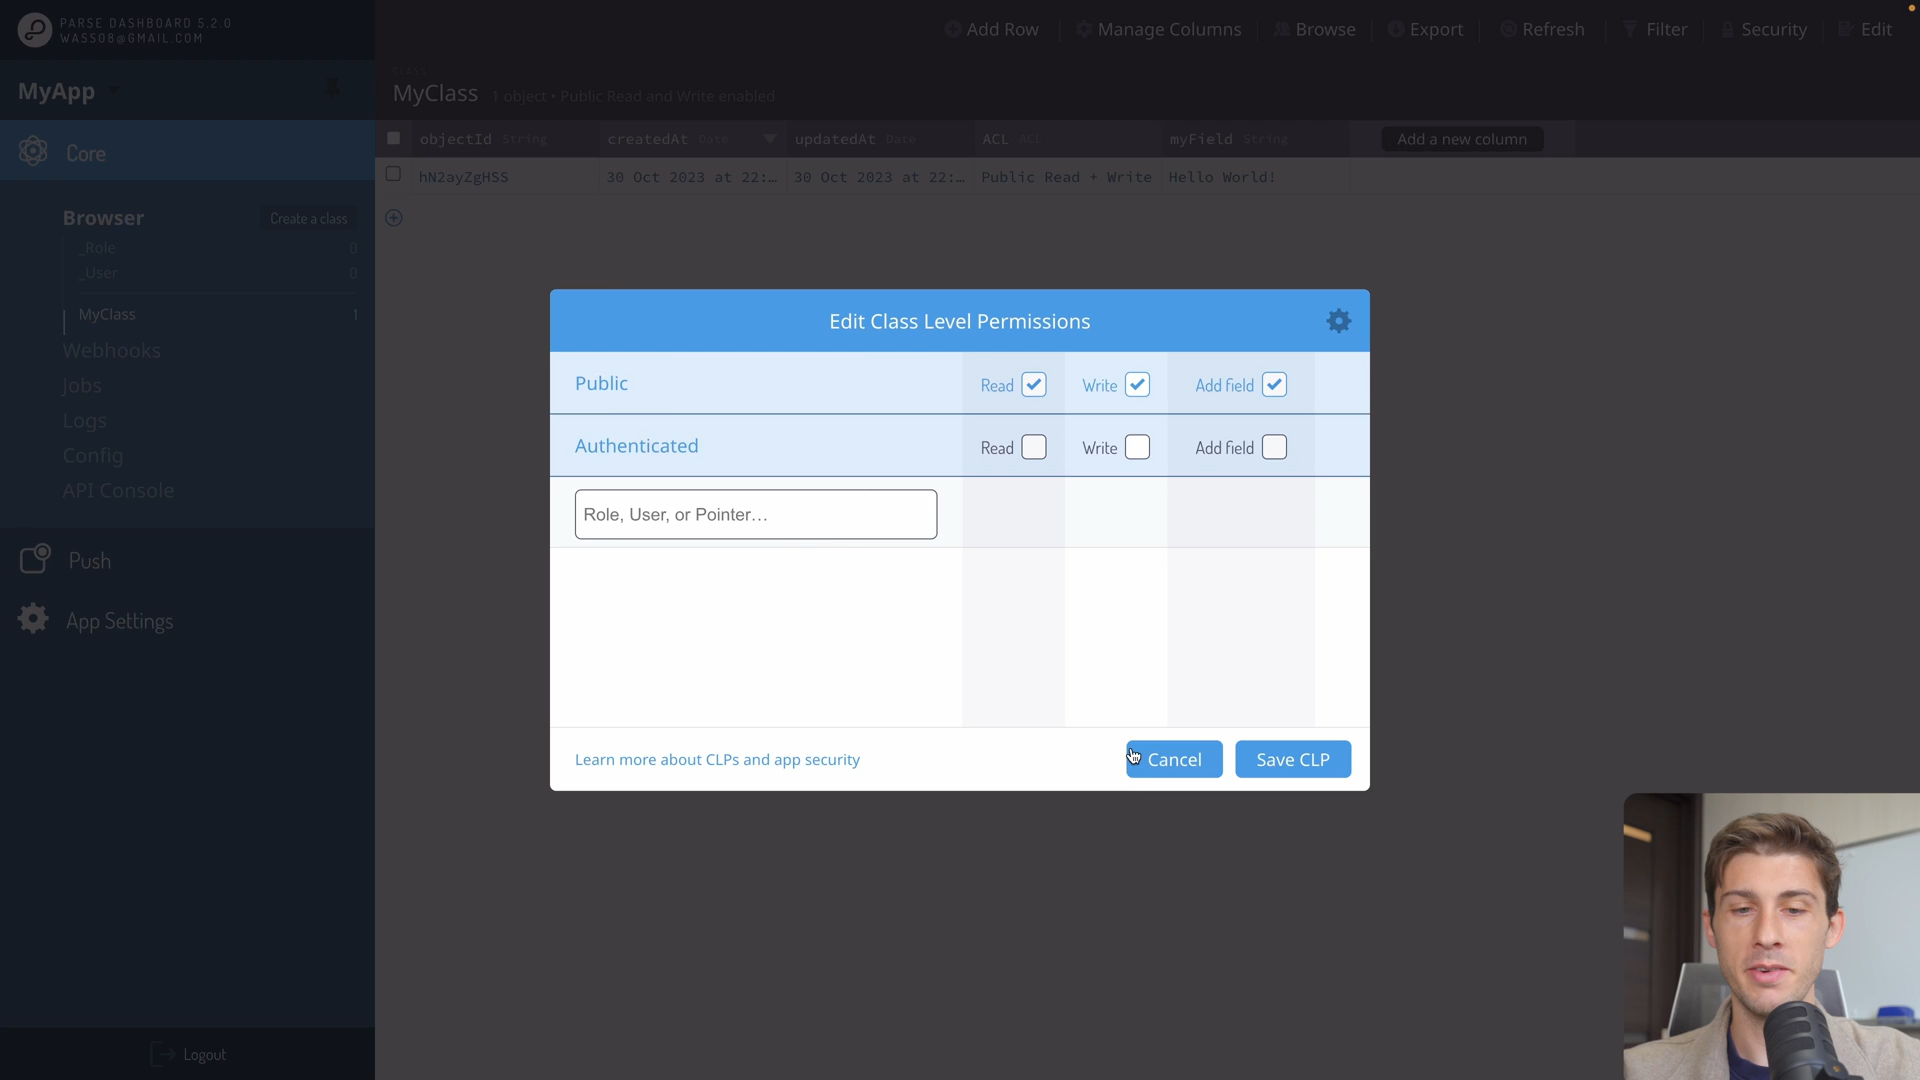 PARSE DASHBOARD 5.2.0
WASS08@GMAIL.COM
Add Row
Manage Columns
Browse
Export
Refresh
Filter
Security
Edit
MyApp
CLASS
MyClass 1 object • Public Read and Write enabled
objectId String
createdAt Date
updatedAt Date
ACL ACL
myField String
Add a new column
hN2ayZgHSS
30 Oct 2023 at 22:…
30 Oct 2023 at 22:…
Public Read + Write
Hello World!
Core
Browser
Create a class
_Role 0
_User 0
MyClass 1
Webhooks
Jobs
Logs
Config
API Console
Push
App Settings
Logout
Edit Class Level Permissions
Public Read Write Add field
Authenticated Read Write Add field
Role, User, or Pointer…
Learn more about CLPs and app security
Cancel
Save CLP